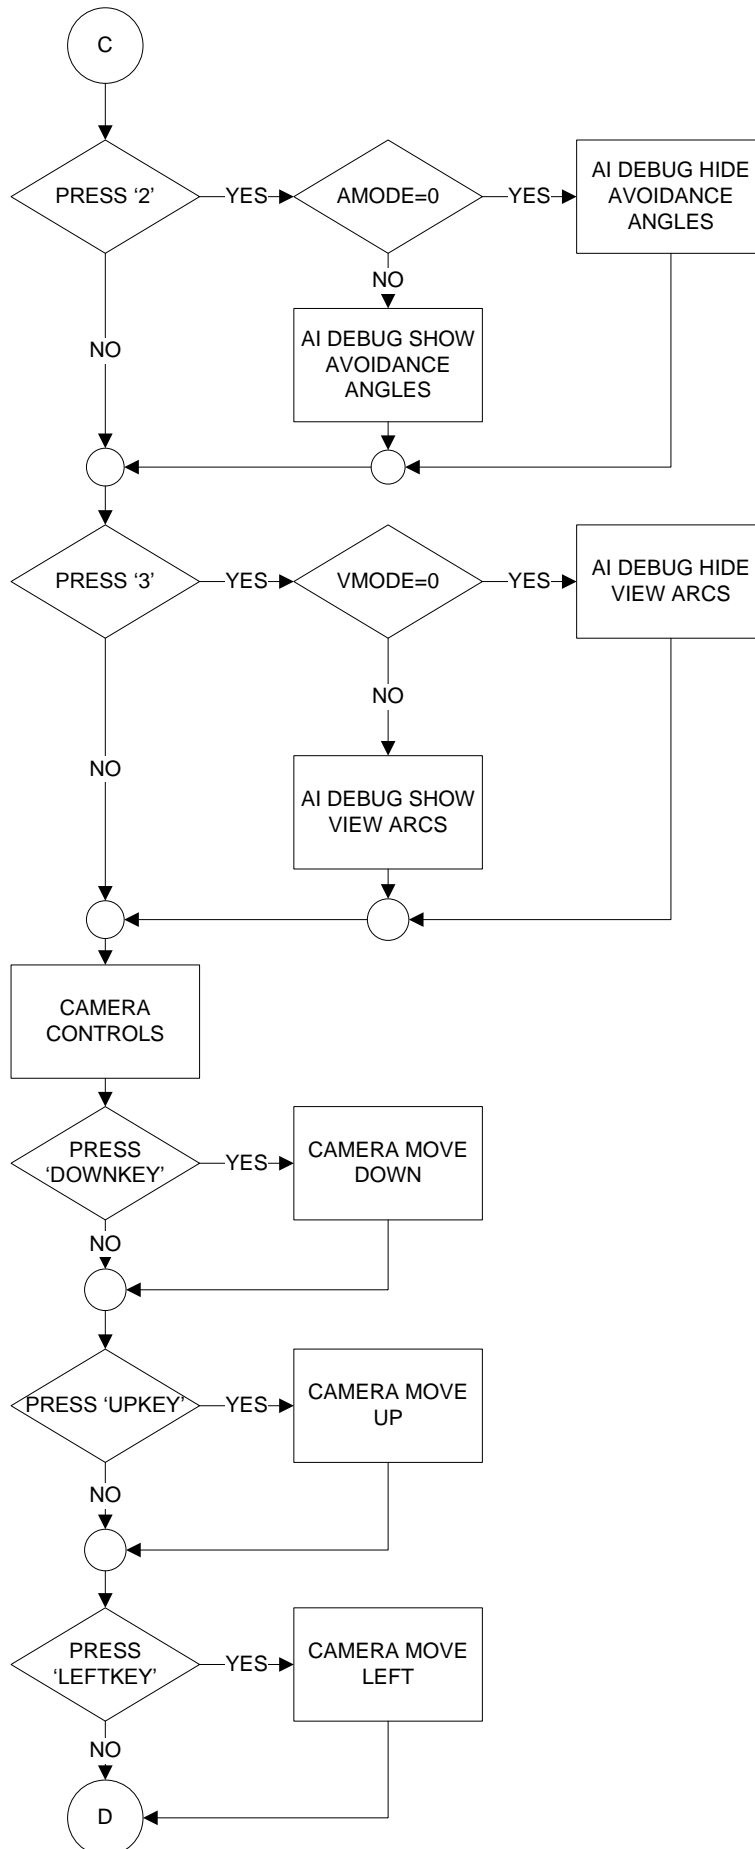 C
PRESS ‘2’
YES
AMODE=0
YES
AI DEBUG HIDE
AVOIDANCE
ANGLES
NO
AI DEBUG SHOW
AVOIDANCE
ANGLES
NO
PRESS ‘3’
YES
VMODE=0
YES
AI DEBUG HIDE
VIEW ARCS
NO
AI DEBUG SHOW
VIEW ARCS
NO
CAMERA
CONTROLS
PRESS
‘DOWNKEY’
YES
CAMERA MOVE
DOWN
NO
PRESS ‘UPKEY’
YES
CAMERA MOVE
UP
NO
PRESS
‘LEFTKEY’
YES
CAMERA MOVE
LEFT
NO
D